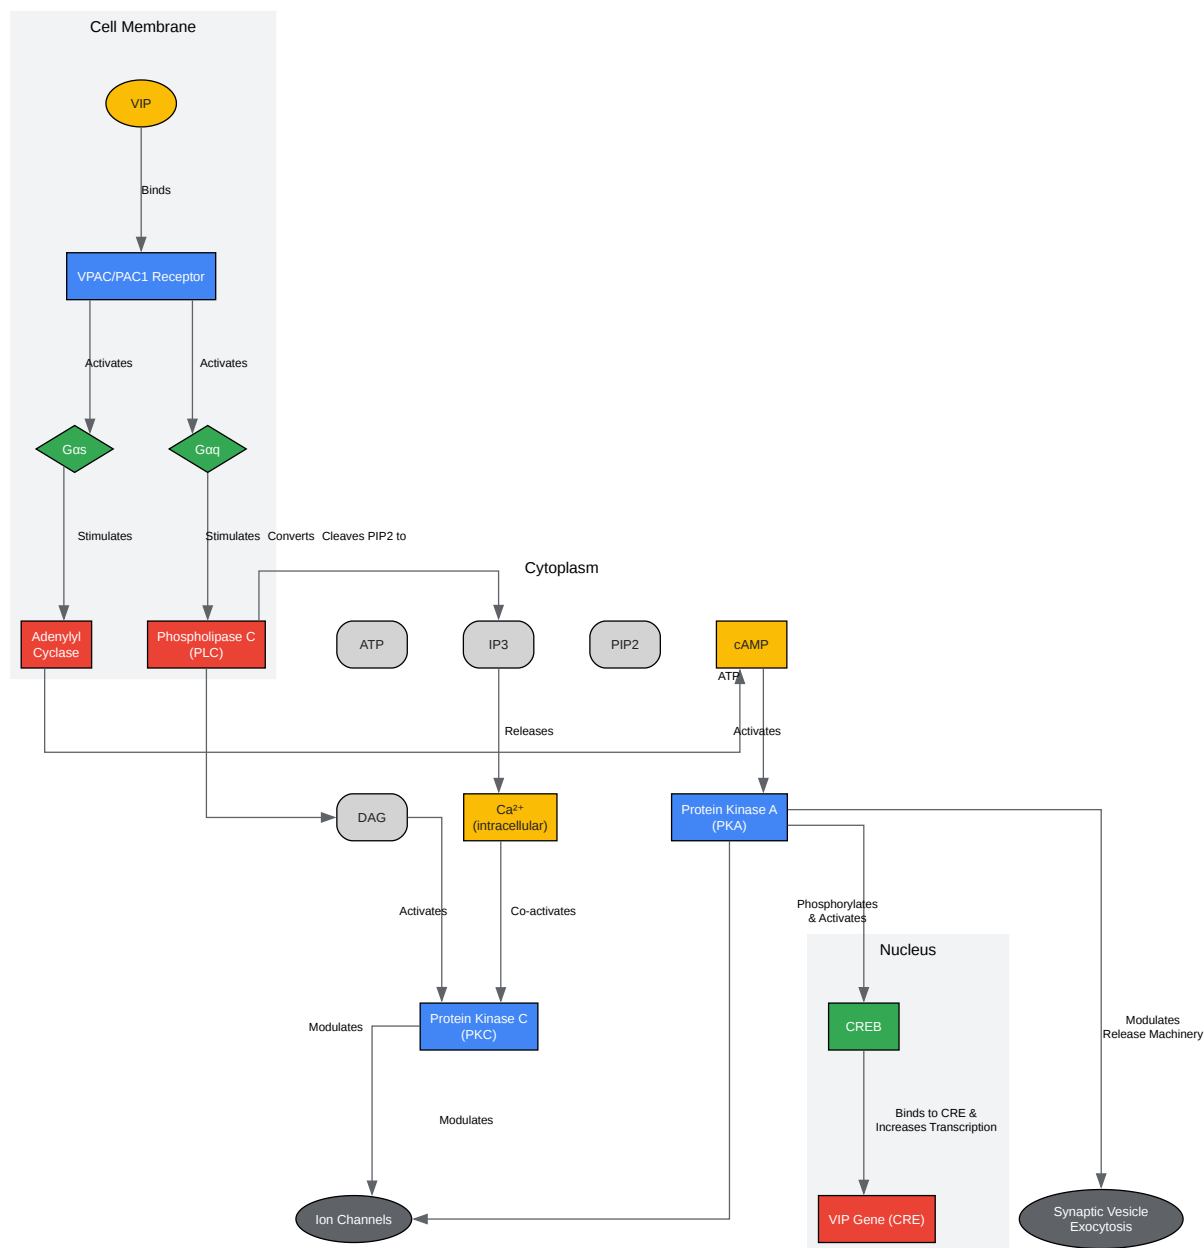 Cell Membrane
VIP
Binds
VPAC/PAC1 Receptor
Activates
Activates
Gαs
Gαq
Stimulates
Stimulates
Converts
Cleaves PIP2 to
Cytoplasm
Adenylyl
Cyclase
Phospholipase C
(PLC)
ATP
IP3
PIP2
cAMP
ATP
Releases
Activates
DAG
Ca²⁺
(intracellular)
Protein Kinase A
(PKA)
Activates
Co-activates
Phosphorylates
& Activates
Nucleus
Protein Kinase C
(PKC)
CREB
Modulates
Modulates
Release Machinery
Modulates
Binds to CRE &
Increases Transcription
Ion Channels
VIP Gene (CRE)
Synaptic Vesicle
Exocytosis